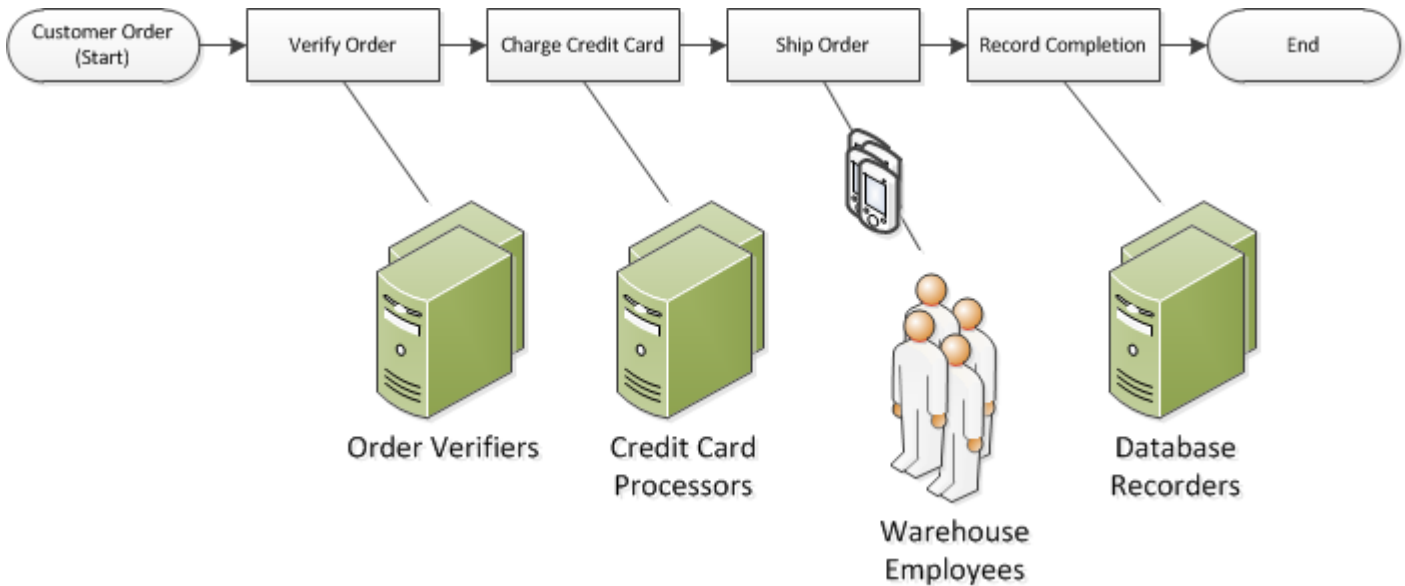 Customer Order
(Start)
Verify Order
Charge Credit Card
Ship Order
Record Completion
End
Order Verifiers
Credit Card
Processors
Warehouse
Employees
Database
Recorders